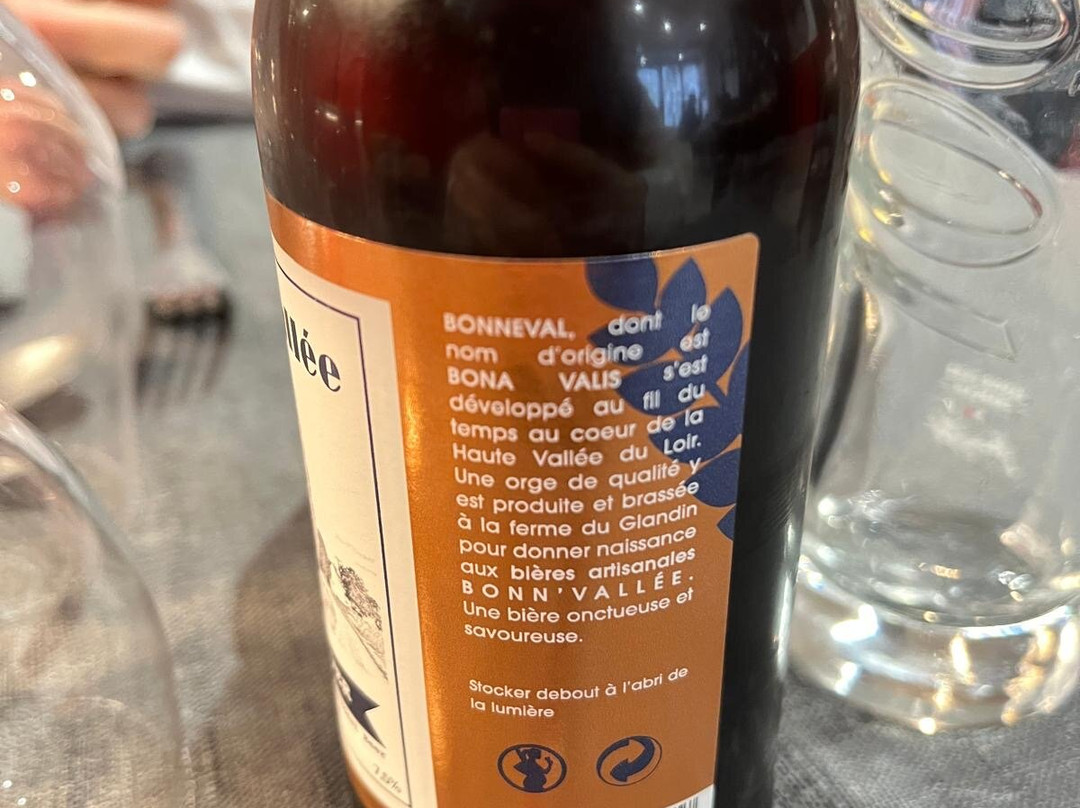 llée
BONNEVAL, dont le
nom d'origine est
BONA VALIS s'est
développé au fil du
temps au coeur de la
Haute Vallée du Loir.
Une orge de qualité y
est produite et brassée
à la ferme du Glandin
pour donner naissance
aux bières artisanales
BONN'VALLÉE.
Une bière onctueuse et
savoureuse.
Stocker debout à l'abri de
la lumière